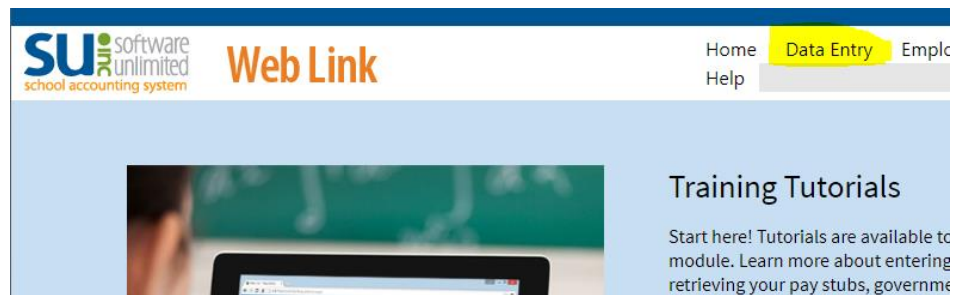 SU inc software unlimited
school accounting system
Web Link
Home Data Entry
Help
Training Tutorials
Start here! Tutorials are available to
module. Learn more about entering
retrieving your pay stubs,